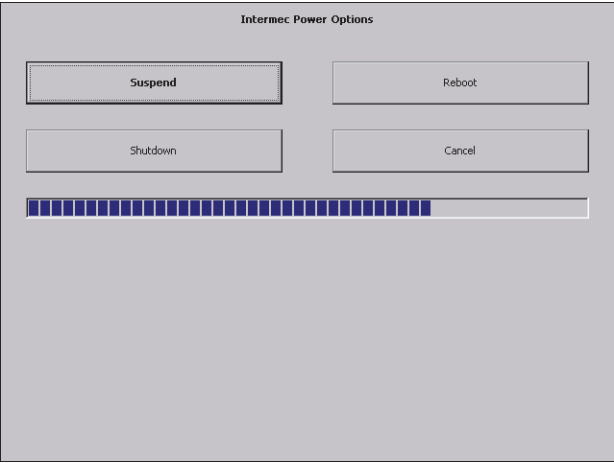 Intermec Power Options
Suspend
Reboot
Shutdown
Cancel